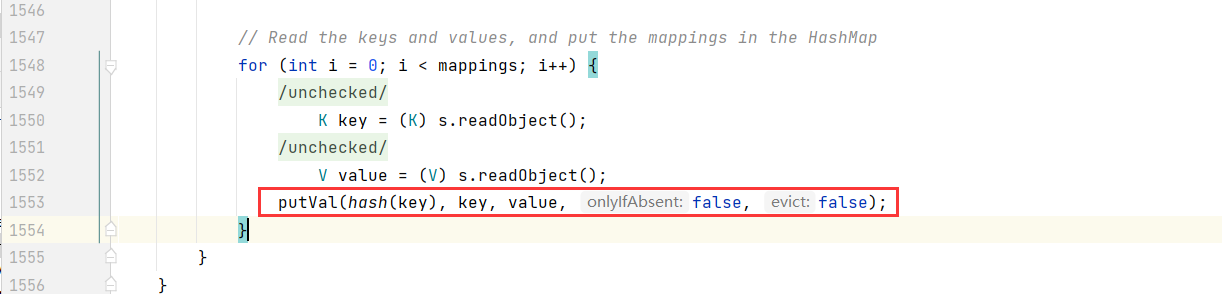 1546
1547 // Read the keys and values, and put the mappings in the HashMap
1548 for (int i = 0; i < mappings; i++) {
1549 /unchecked/
1550 K key = (K) s.readObject();
1551 /unchecked/
1552 V value = (V) s.readObject();
1553 putVal(hash(key), key, value, onlyIfAbsent: false, evict: false);
1554 }
1555 }
1556 }